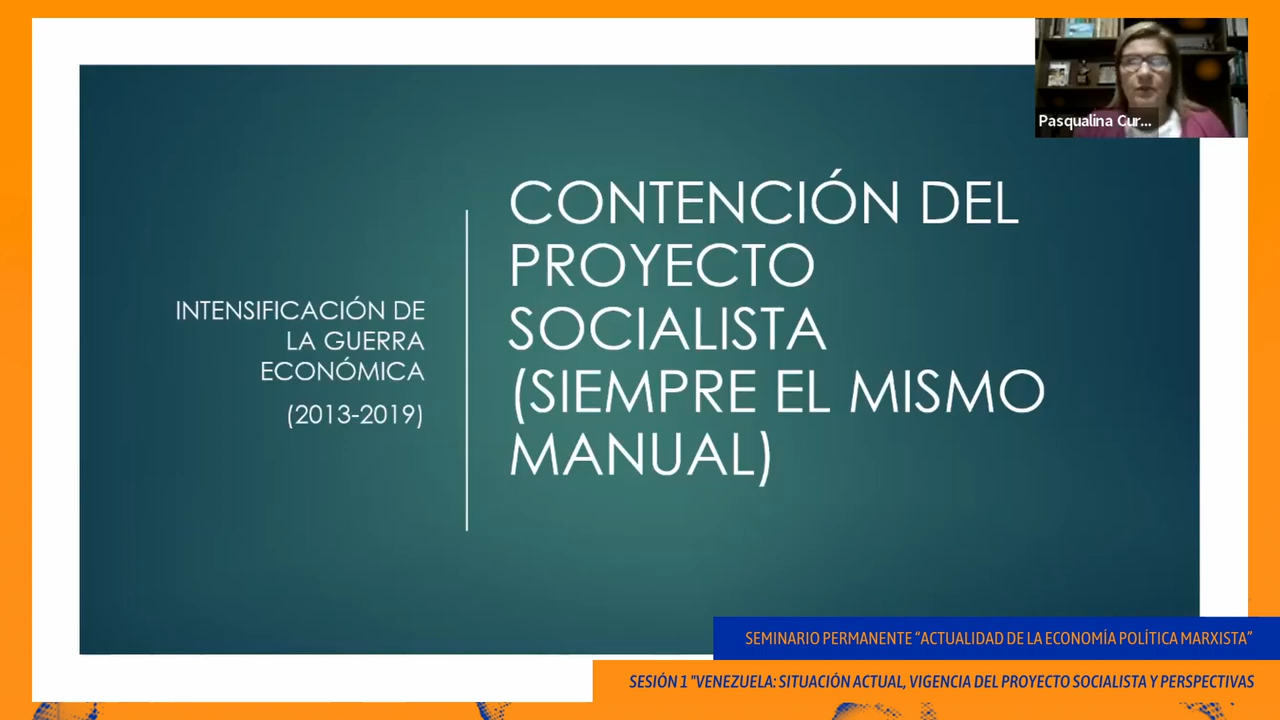 Pasqualina Cur...
INTENSIFICACIÓN DE
LA GUERRA
ECONÓMICA
(2013-2019)
CONTENCIÓN DEL
PROYECTO
SOCIALISTA
(SIEMPRE EL MISMO
MANUAL)
SEMINARIO PERMANENTE “ACTUALIDAD DE LA ECONOMÍA POLÍTICA MARXISTA”
SESIÓN 1 "VENEZUELA: SITUACIÓN ACTUAL, VIGENCIA DEL PROYECTO SOCIALISTA Y PERSPECTIVAS